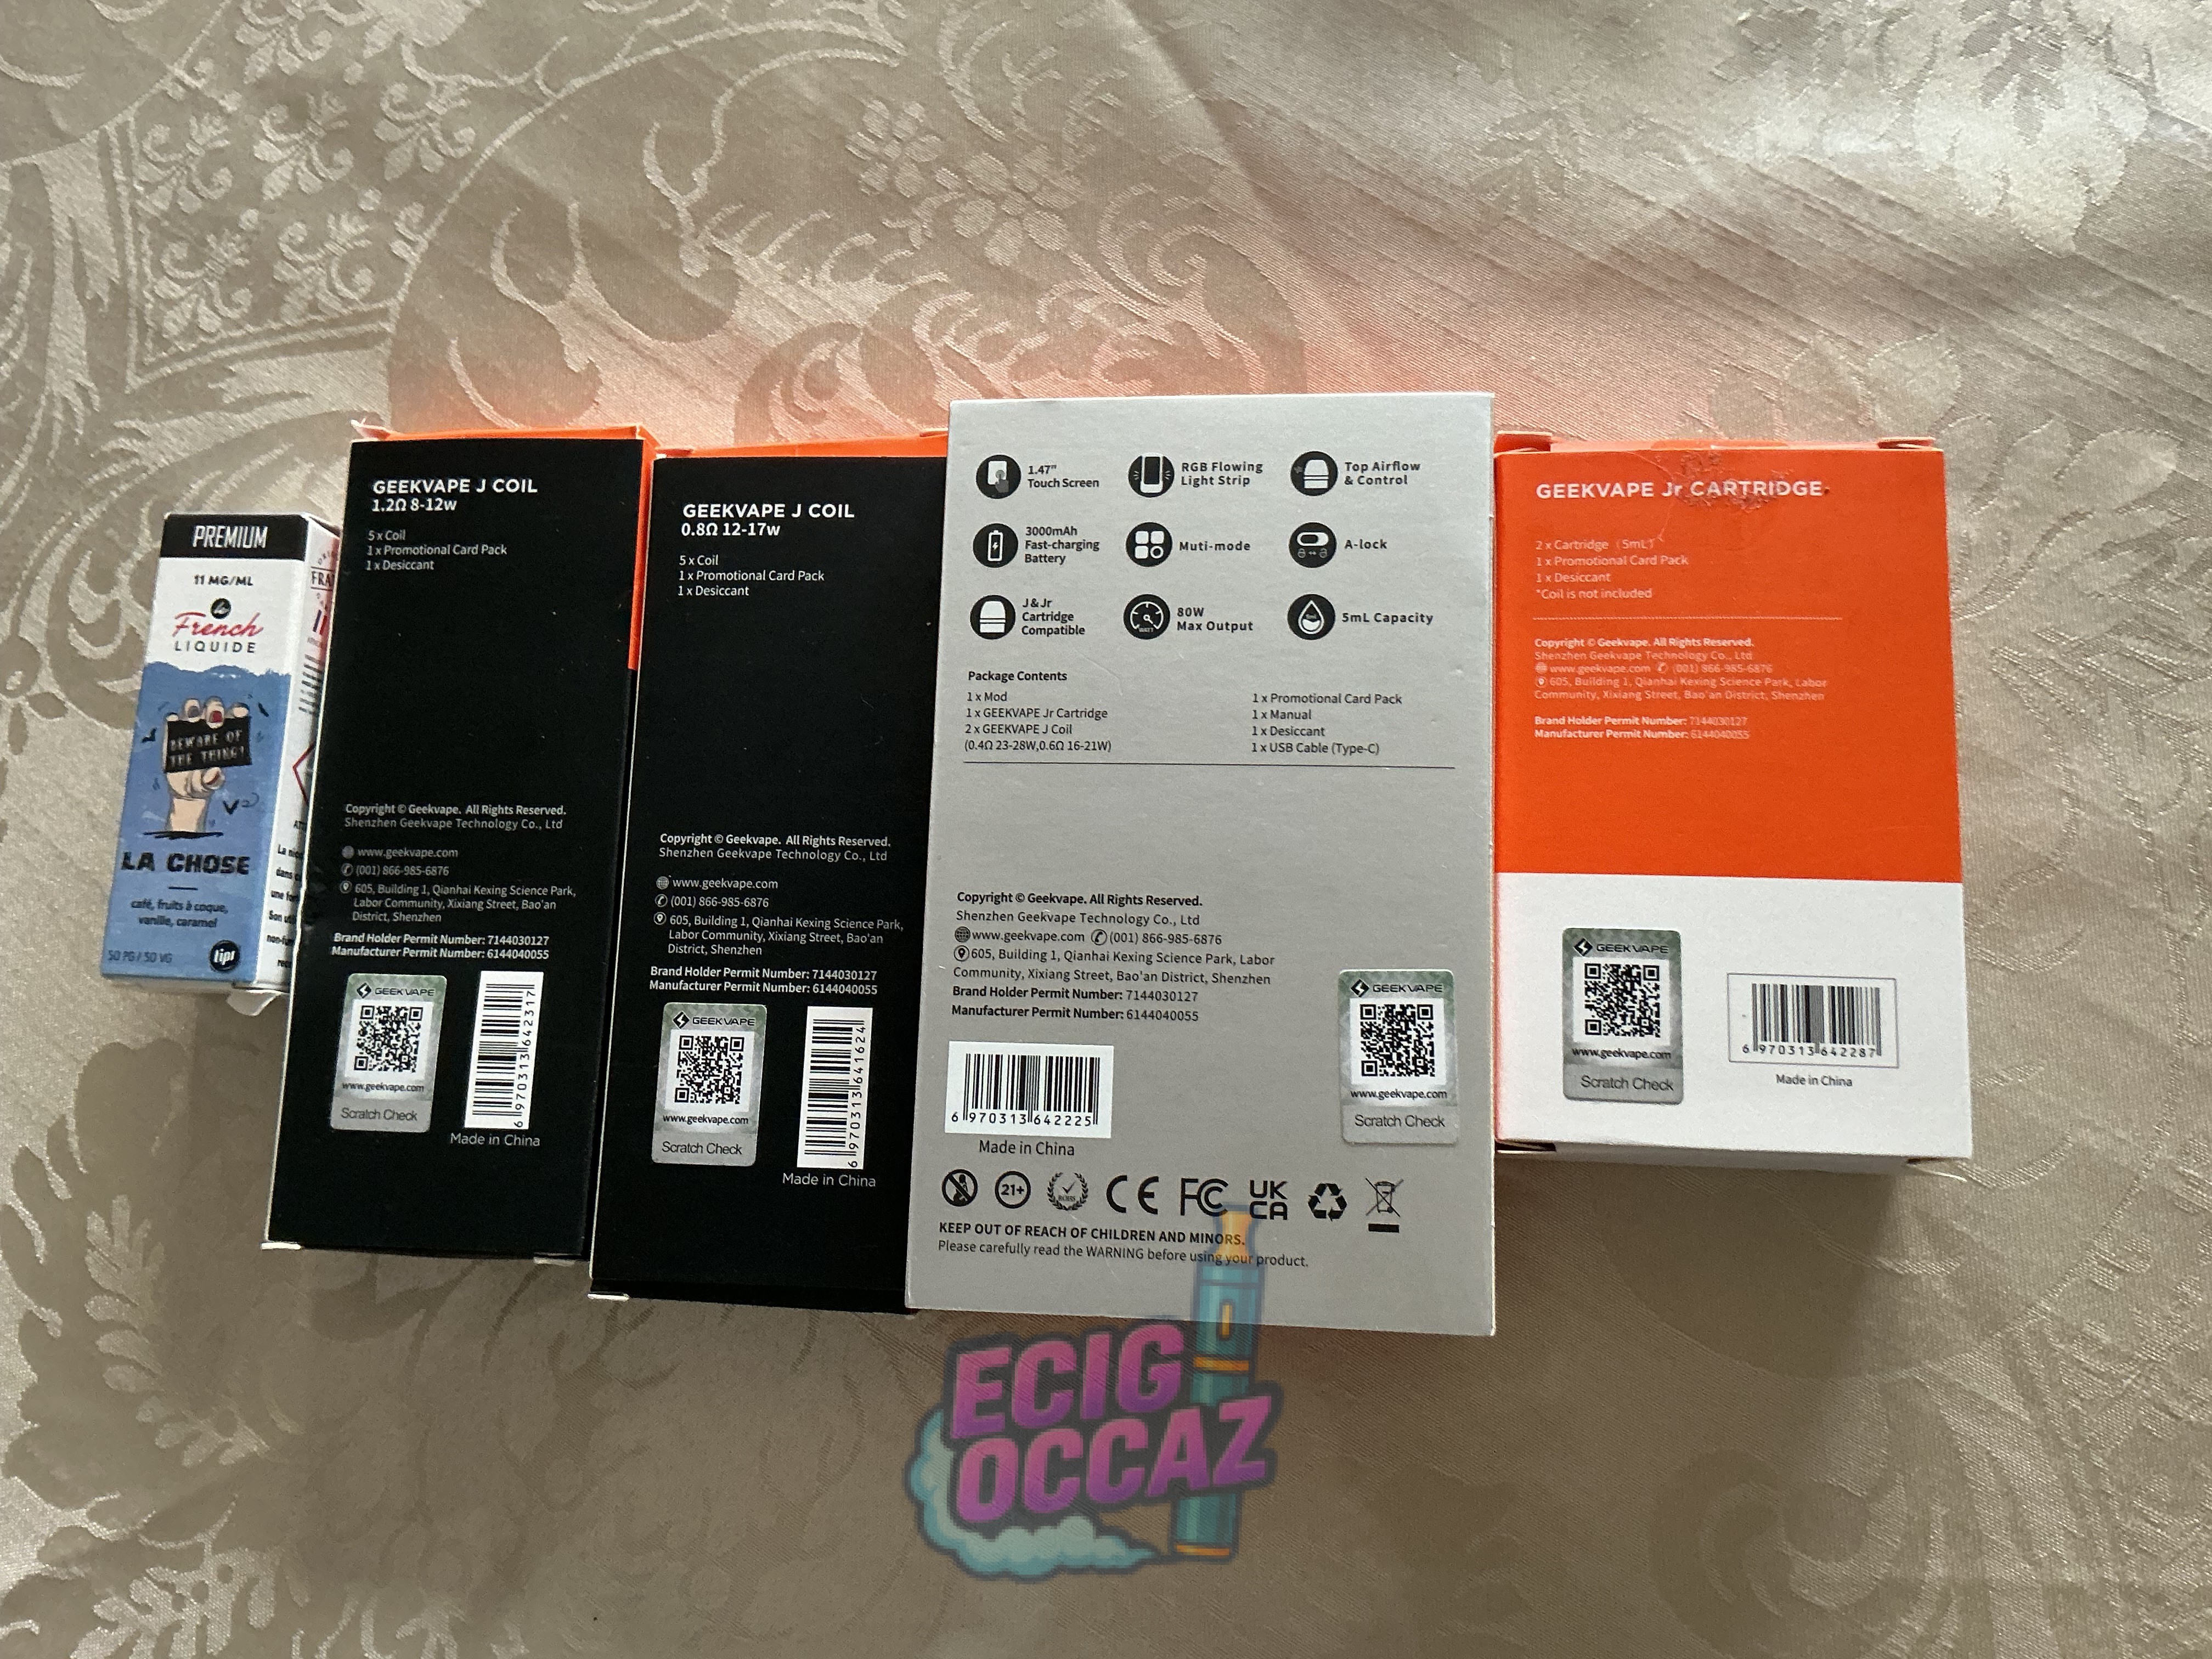 PREMIUM
11 MG/ML
le
French
LIQUIDE
BEWARE OF
THE THING!
LA CHOSE
café, fruits à coque,
vanille, caramel
50 PG / 50 VG
lips
GEEKVAPE J COIL
1.2Ω 8-12w
5 x Coil
1 x Promotional Card Pack
1 x Desiccant
Copyright © Geekvape. All Rights Reserved.
Shenzhen Geekvape Technology Co., Ltd
www.geekvape.com
(001) 866-985-6876
605, Building 1, Qianhai Kexing Science Park,
Labor Community, Xixiang Street, Bao'an
District, Shenzhen
Brand Holder Permit Number: 7144030127
Manufacturer Permit Number: 6144040055
GEEKVAPE
www.geekvape.com
Scratch Check
6 970313 642317
Made in China
GEEKVAPE J COIL
0.8Ω 12-17w
5 x Coil
1 x Promotional Card Pack
1 x Desiccant
Copyright © Geekvape. All Rights Reserved.
Shenzhen Geekvape Technology Co., Ltd
www.geekvape.com
(001) 866-985-6876
605, Building 1, Qianhai Kexing Science Park,
Labor Community, Xixiang Street, Bao'an
District, Shenzhen
Brand Holder Permit Number: 7144030127
Manufacturer Permit Number: 6144040055
GEEKVAPE
www.geekvape.com
Scratch Check
6 970313 641624
Made in China
1.47"
Touch Screen
RGB Flowing
Light Strip
Top Airflow
& Control
3000mAh
Fast-charging
Battery
Muti-mode
A-lock
J & Jr
Cartridge
Compatible
80W
Max Output
5mL Capacity
Package Contents
1 x Mod
1 x GEEKVAPE Jr Cartridge
2 x GEEKVAPE J Coil
(0.4Ω 23-28W,0.6Ω 16-21W)
1 x Promotional Card Pack
1 x Manual
1 x Desiccant
1 x USB Cable (Type-C)
Copyright © Geekvape. All Rights Reserved.
Shenzhen Geekvape Technology Co., Ltd
www.geekvape.com (001) 866-985-6876
605, Building 1, Qianhai Kexing Science Park, Labor
Community, Xixiang Street, Bao'an District, Shenzhen
Brand Holder Permit Number: 7144030127
Manufacturer Permit Number: 6144040055
6 970313 642225
Made in China
GEEKVAPE
www.geekvape.com
Scratch Check
21+ RoHS CE FC UK CA
KEEP OUT OF REACH OF CHILDREN AND MINORS.
Please carefully read the WARNING before using your product.
GEEKVAPE Jr CARTRIDGE
2 x Cartridge (5mL)
1 x Promotional Card Pack
1 x Desiccant
*Coil is not included
Copyright © Geekvape. All Rights Reserved.
Shenzhen Geekvape Technology Co., Ltd
www.geekvape.com (001) 866-985-6876
605, Building 1, Qianhai Kexing Science Park, Labor
Community, Xixiang Street, Bao'an District, Shenzhen
Brand Holder Permit Number: 7144030127
Manufacturer Permit Number: 6144040055
GEEKVAPE
www.geekvape.com
Scratch Check
6 970313 642287
Made in China
ECIG
OCCAZ